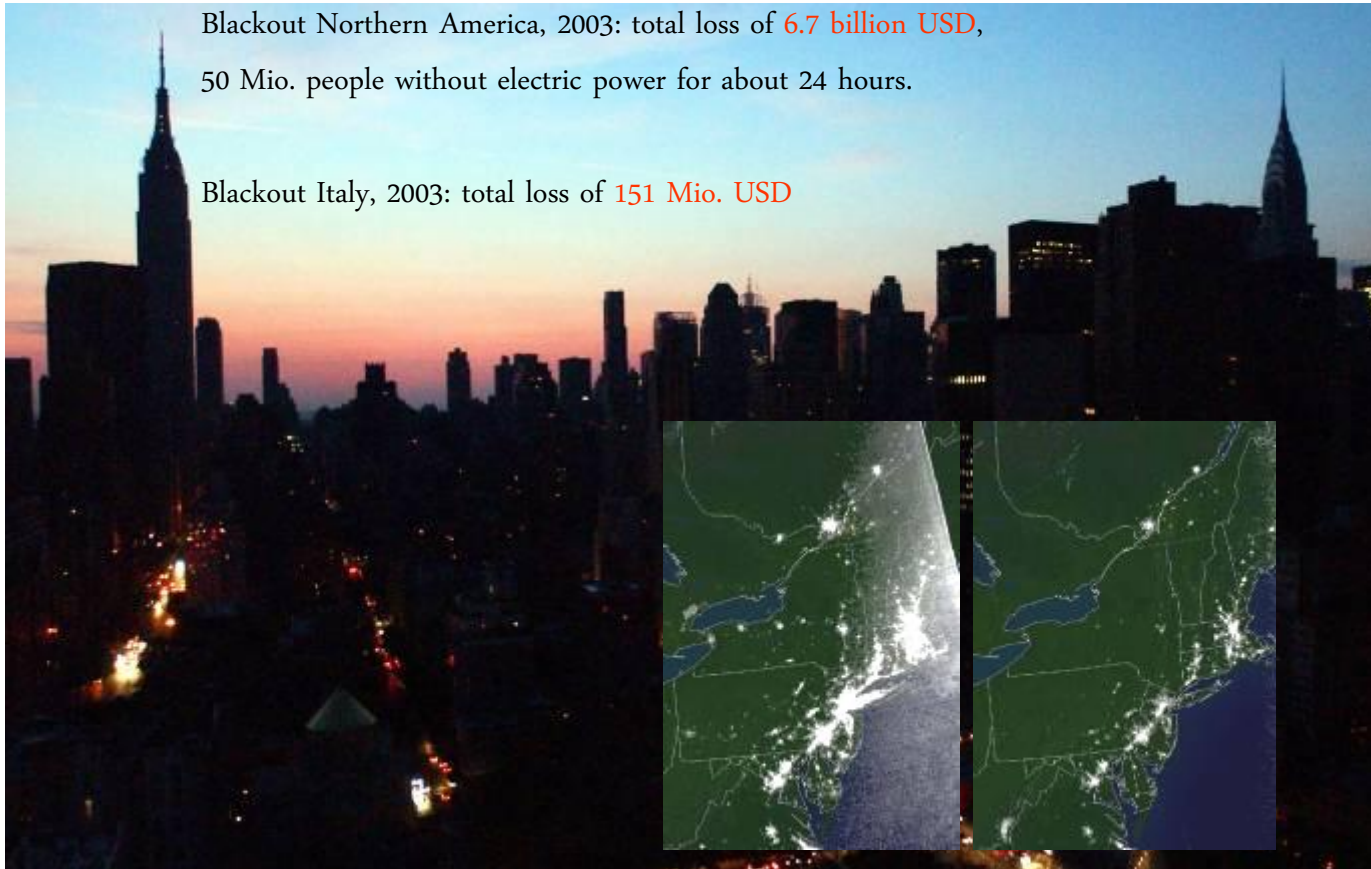 Blackout Northern America, 2003: total loss of 6.7 billion USD,
50 Mio. people without electric power for about 24 hours.
Blackout Italy, 2003: total loss of 151 Mio. USD